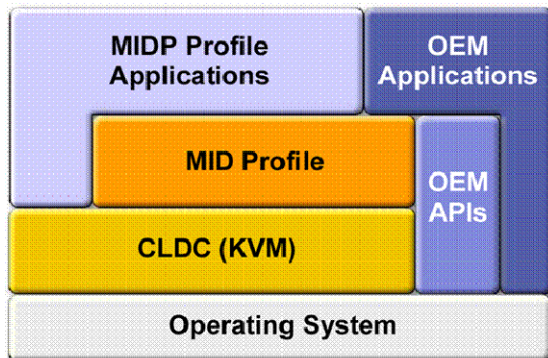 MIDP Profile
Applications
OEM
Applications
MID Profile
OEM
APIs
CLDC (KVM)
Operating System